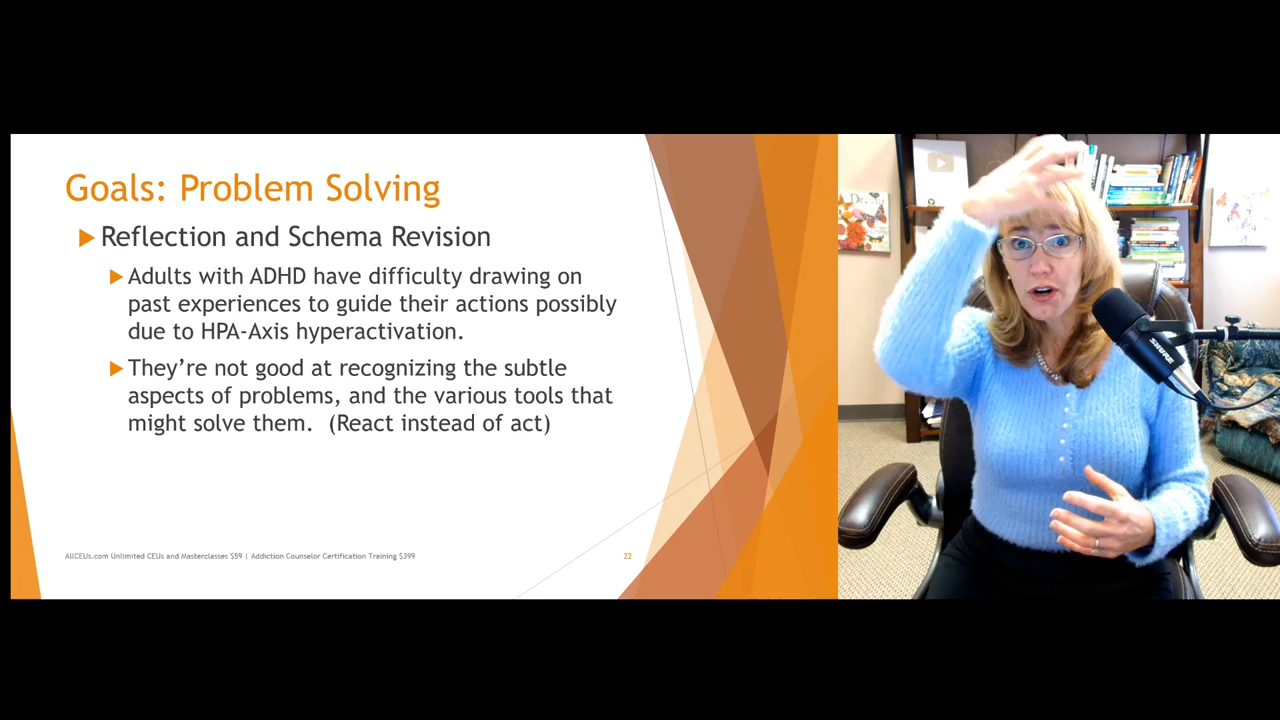 Goals: Problem Solving
Reflection and Schema Revision
Adults with ADHD have difficulty drawing on
past experiences to guide their actions possibly
due to HPA-Axis hyperactivation.
They’re not good at recognizing the subtle
aspects of problems, and the various tools that
might solve them.  (React instead of act)
AllCEUs.com Unlimited CEUs and Masterclasses $59 | Addiction Counselor Certification Training $399
22
SHURE